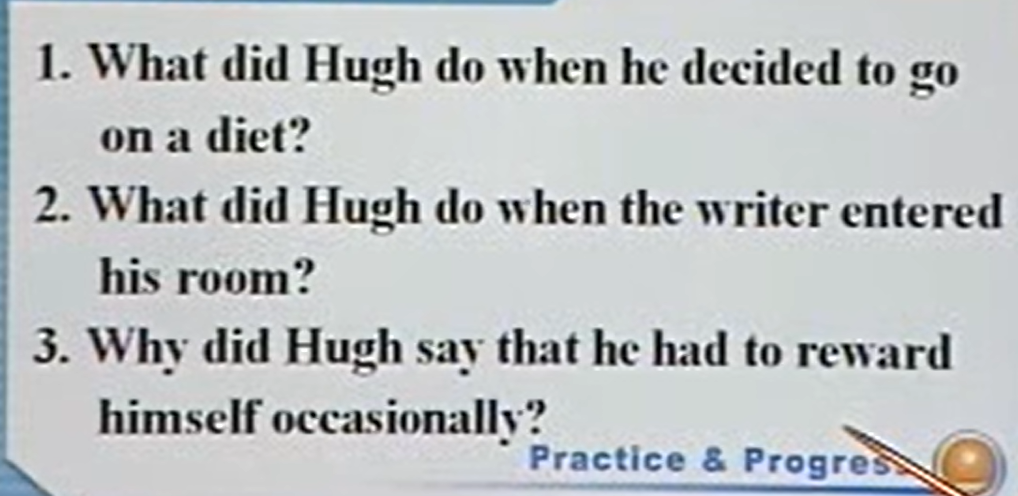 1. What did Hugh do when he decided to go
on a diet?
2. What did Hugh do when the writer entered
his room?
3. Why did Hugh say that he had to reward
himself occasionally?
Practice & Progress